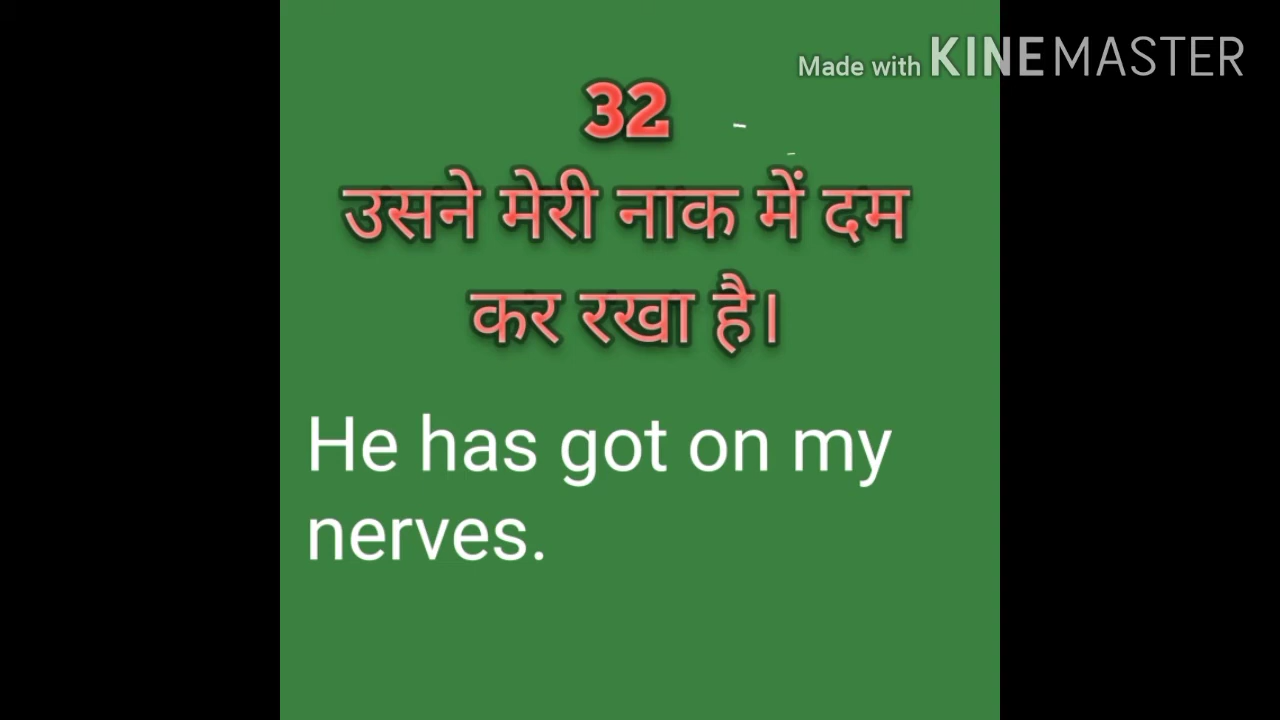 Made with KINEMASTER
32
उसने मेरी नाक में दम
कर रखा है।
He has got on my
nerves.